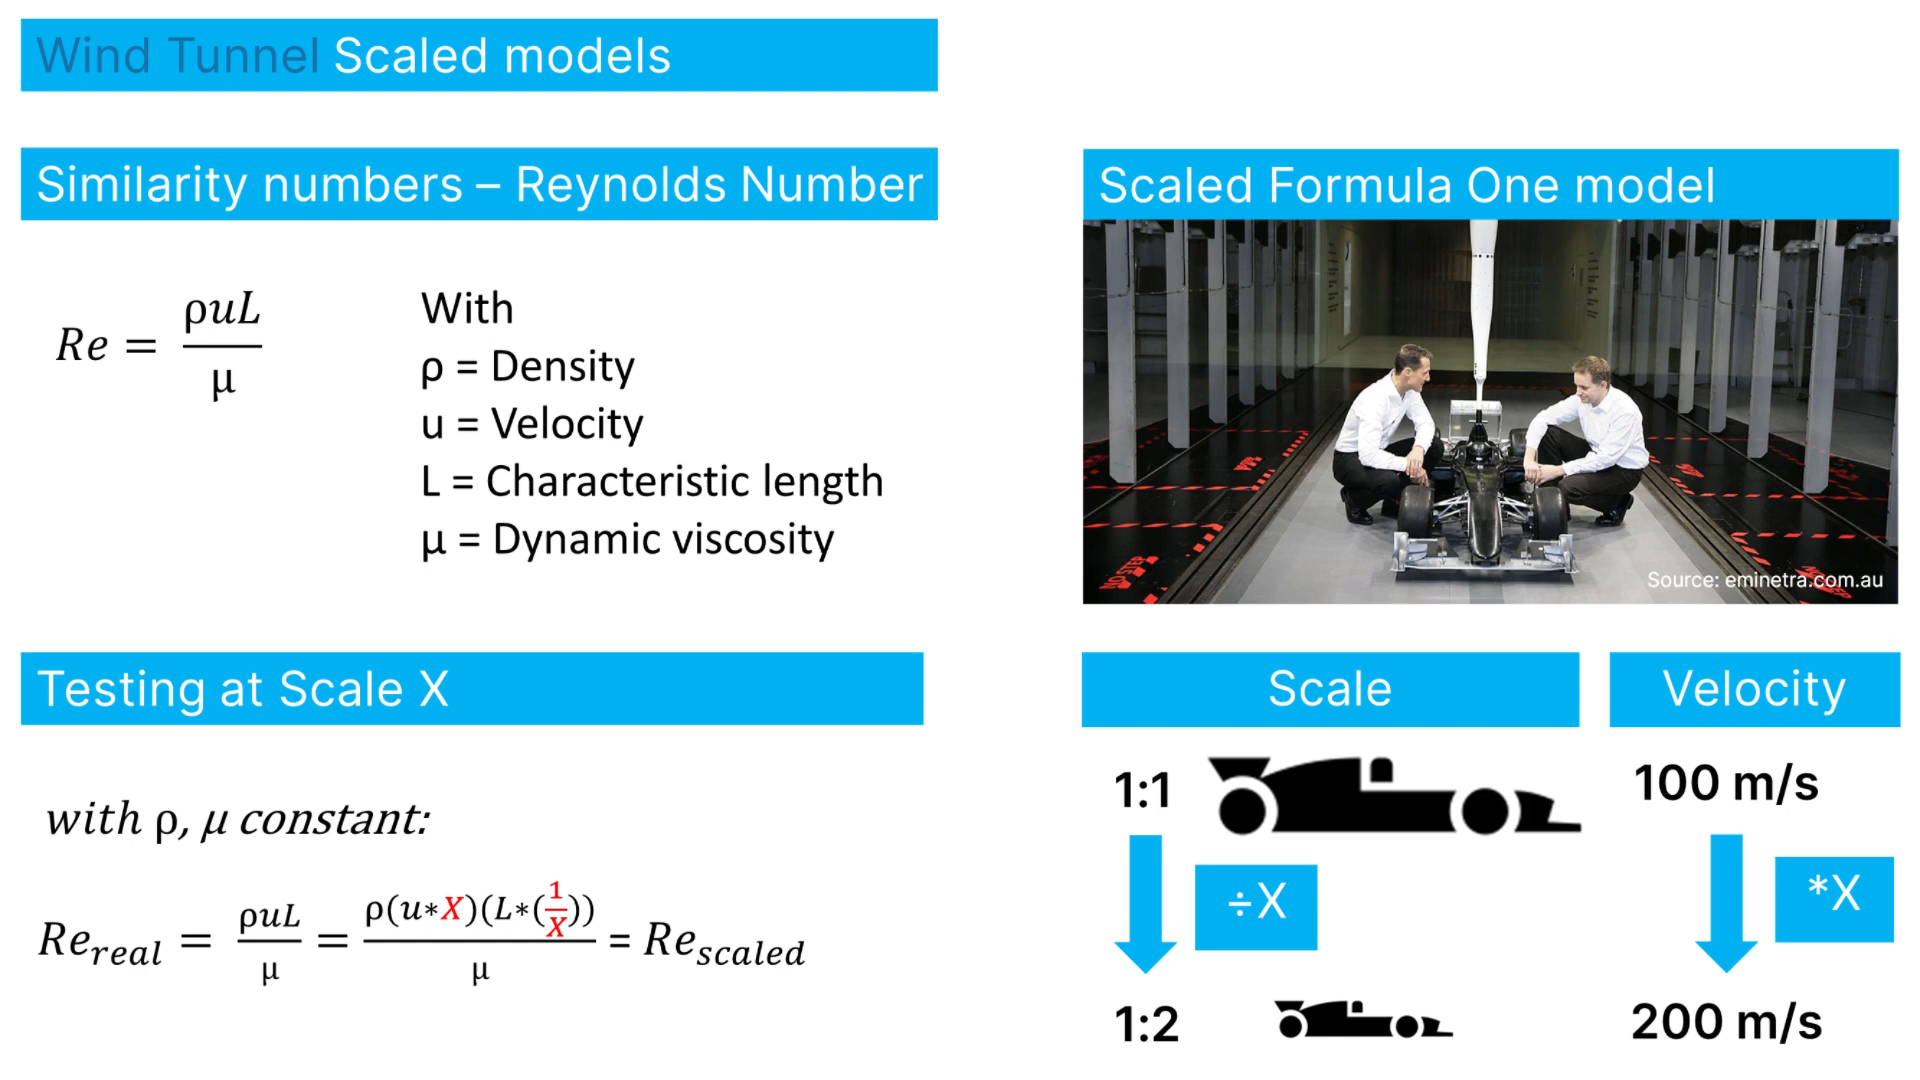 Wind Tunnel Scaled models
Similarity numbers – Reynolds Number
Re = ρuL / μ
With
ρ = Density
u = Velocity
L = Characteristic length
μ = Dynamic viscosity
Scaled Formula One model
NO STEP
Source: eminetra.com.au
Testing at Scale X
with ρ, μ constant:
Re_real = ρuL / μ = ρ(u*X)(L*(1/X)) / μ = Re_scaled
Scale
Velocity
1:1
100 m/s
÷X
*X
1:2
200 m/s